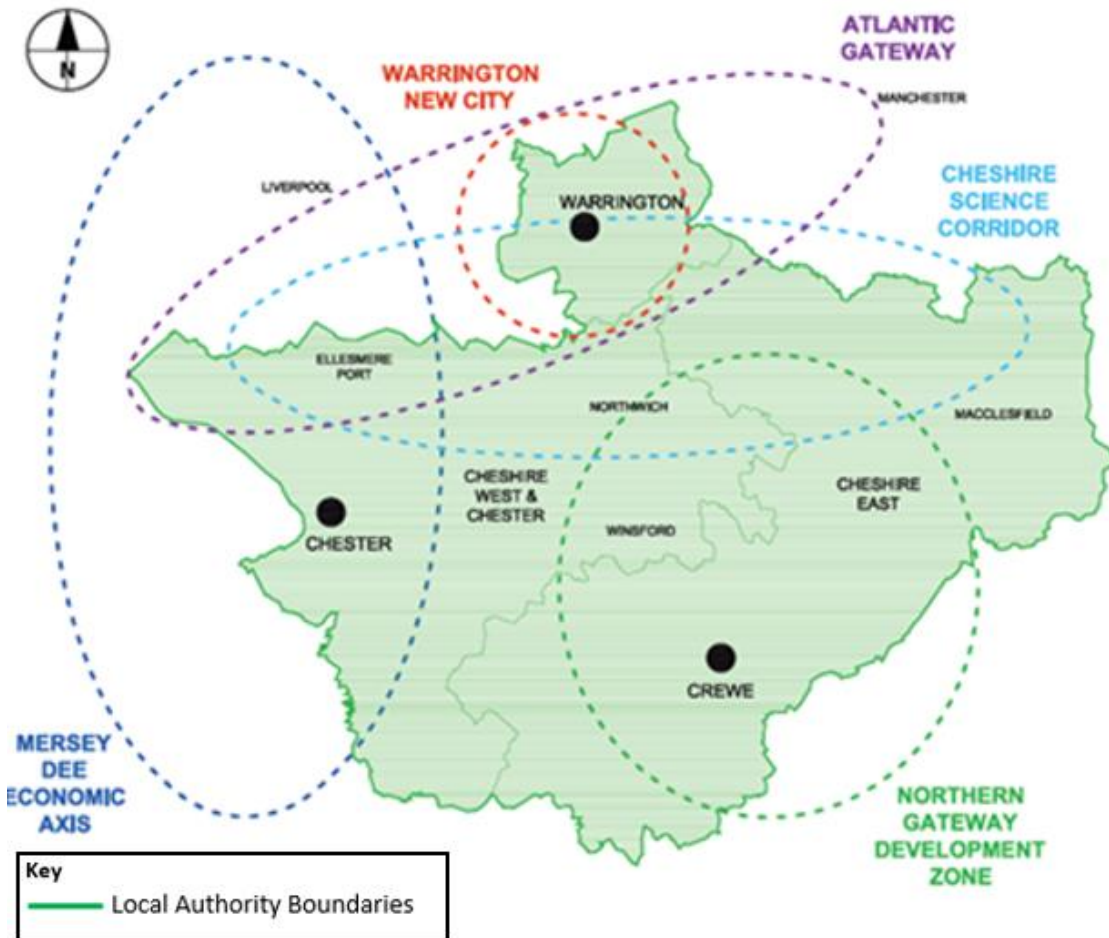 N
ATLANTIC
GATEWAY
WARRINGTON
NEW CITY
MANCHESTER
LIVERPOOL
CHESHIRE
SCIENCE
CORRIDOR
WARRINGTON
ELLESMERE
PORT
NORTHWICH
MACCLESFIELD
CHESHIRE
WEST &
CHESTER
CHESHIRE
EAST
WINSFORD
CHESTER
CREWE
MERSEY
DEE
ECONOMIC
AXIS
NORTHERN
GATEWAY
DEVELOPMENT
ZONE
Key
Local Authority Boundaries